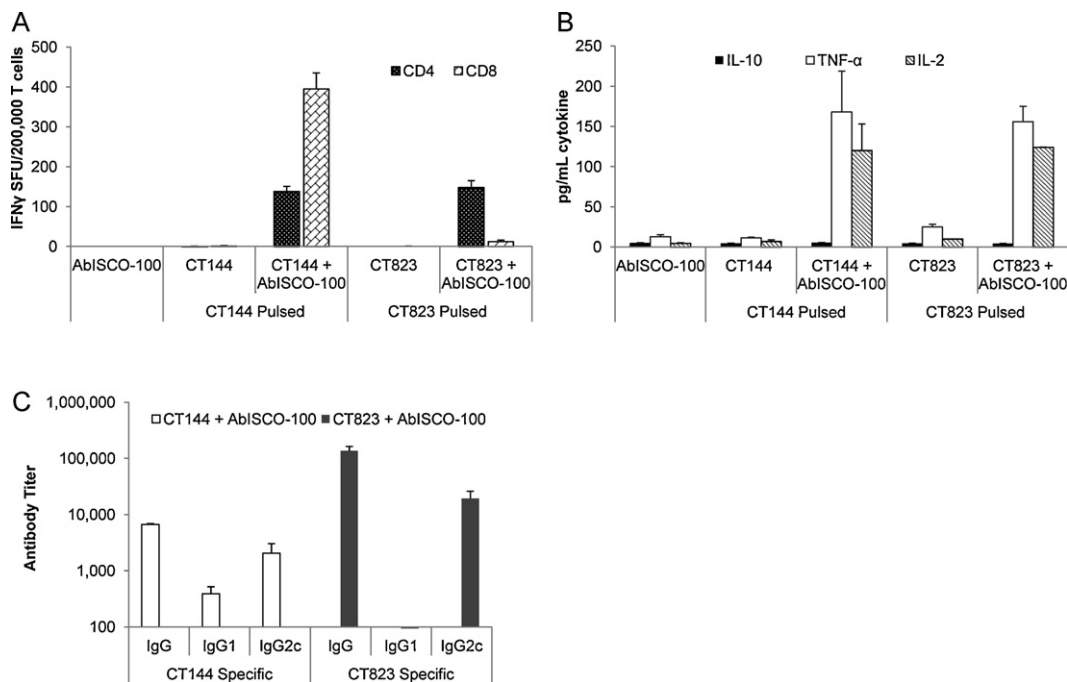 A
IFNγ SFU/200,000 T cells
500
400
300
200
100
0
CD4 CD8
AbISCO-100 CT144 CT144 + CT823 CT823 +
AbISCO-100 AbISCO-100
CT144 Pulsed CT823 Pulsed
B
pg/mL cytokine
250
200
150
100
50
0
IL-10 TNF-α IL-2
AbISCO-100 CT144 CT144 + CT823 CT823 +
AbISCO-100 AbISCO-100
CT144 Pulsed CT823 Pulsed
C
Antibody Titer
1,000,000
100,000
10,000
1,000
100
CT144 + AbISCO-100 CT823 + AbISCO-100
IgG IgG1 IgG2c IgG IgG1 IgG2c
CT144 Specific CT823 Specific